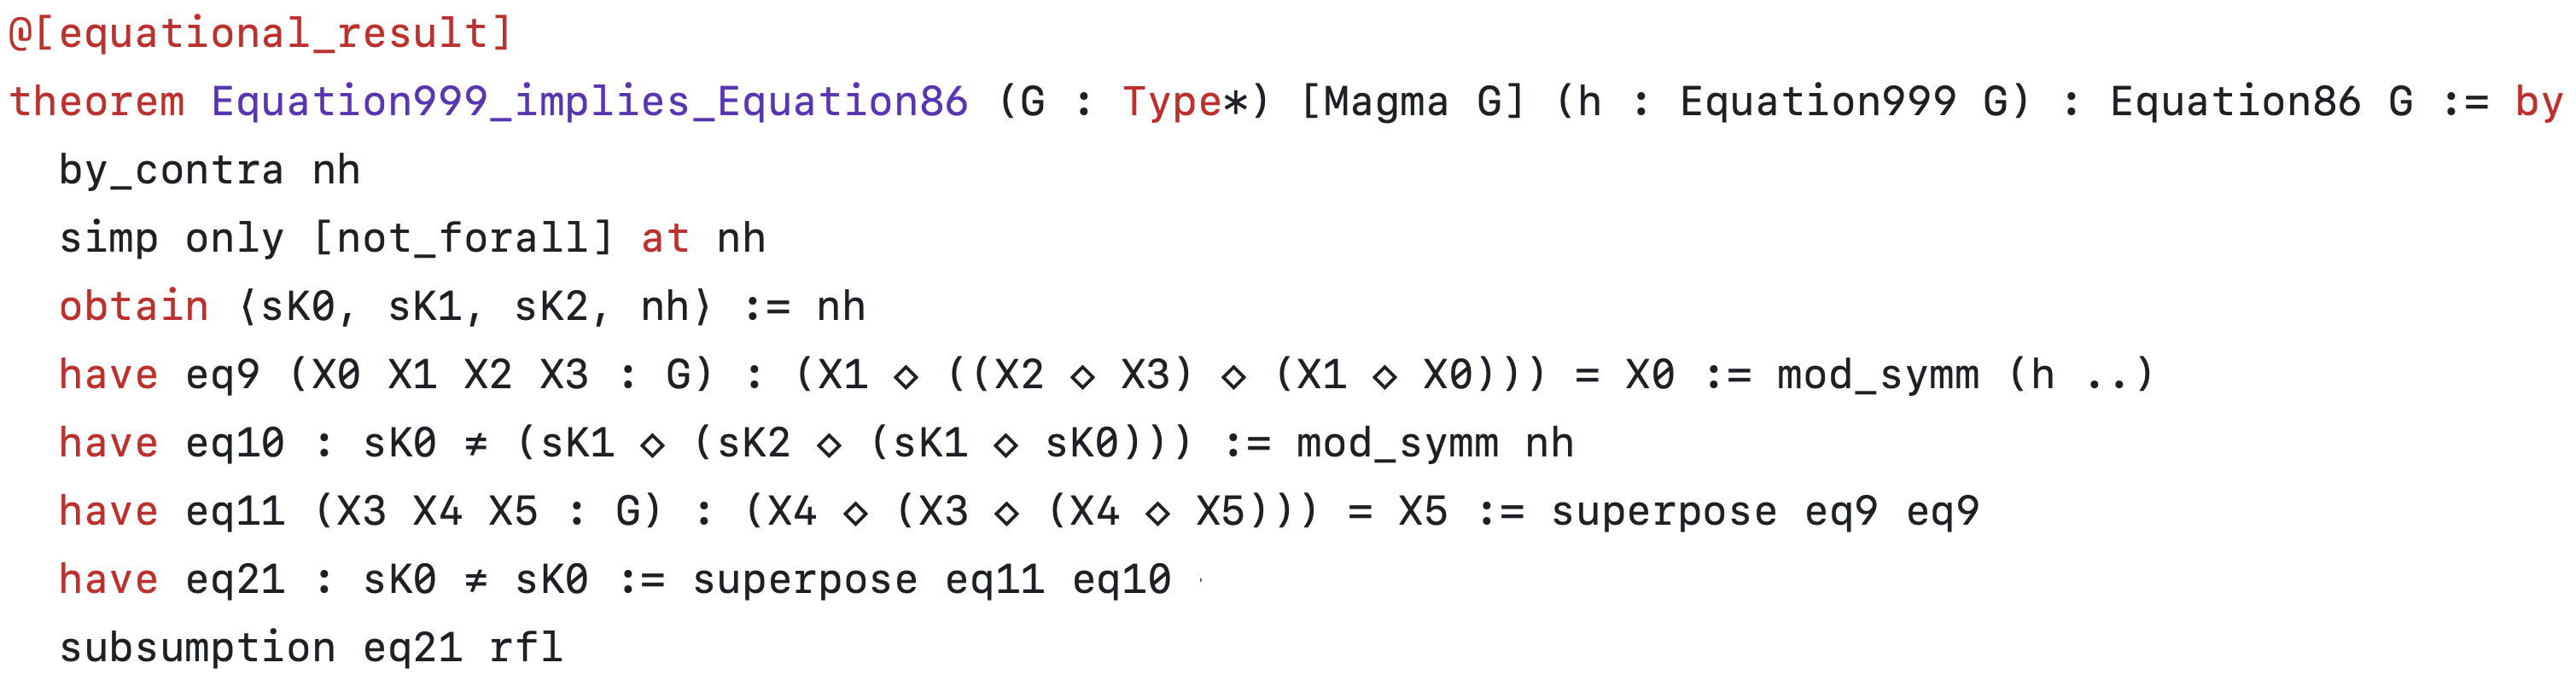 @[equational_result]
theorem Equation999_implies_Equation86 (G : Type*) [Magma G] (h : Equation999 G) : Equation86 G := by
by_contra nh
simp only [not_forall] at nh
obtain ⟨sK0, sK1, sK2, nh⟩ := nh
have eq9 (X0 X1 X2 X3 : G) : (X1 ◇ ((X2 ◇ X3) ◇ (X1 ◇ X0))) = X0 := mod_symm (h ..)
have eq10 : sK0 ≠ (sK1 ◇ (sK2 ◇ (sK1 ◇ sK0))) := mod_symm nh
have eq11 (X3 X4 X5 : G) : (X4 ◇ (X3 ◇ (X4 ◇ X5))) = X5 := superpose eq9 eq9
have eq21 : sK0 ≠ sK0 := superpose eq11 eq10
subsumption eq21 rfl